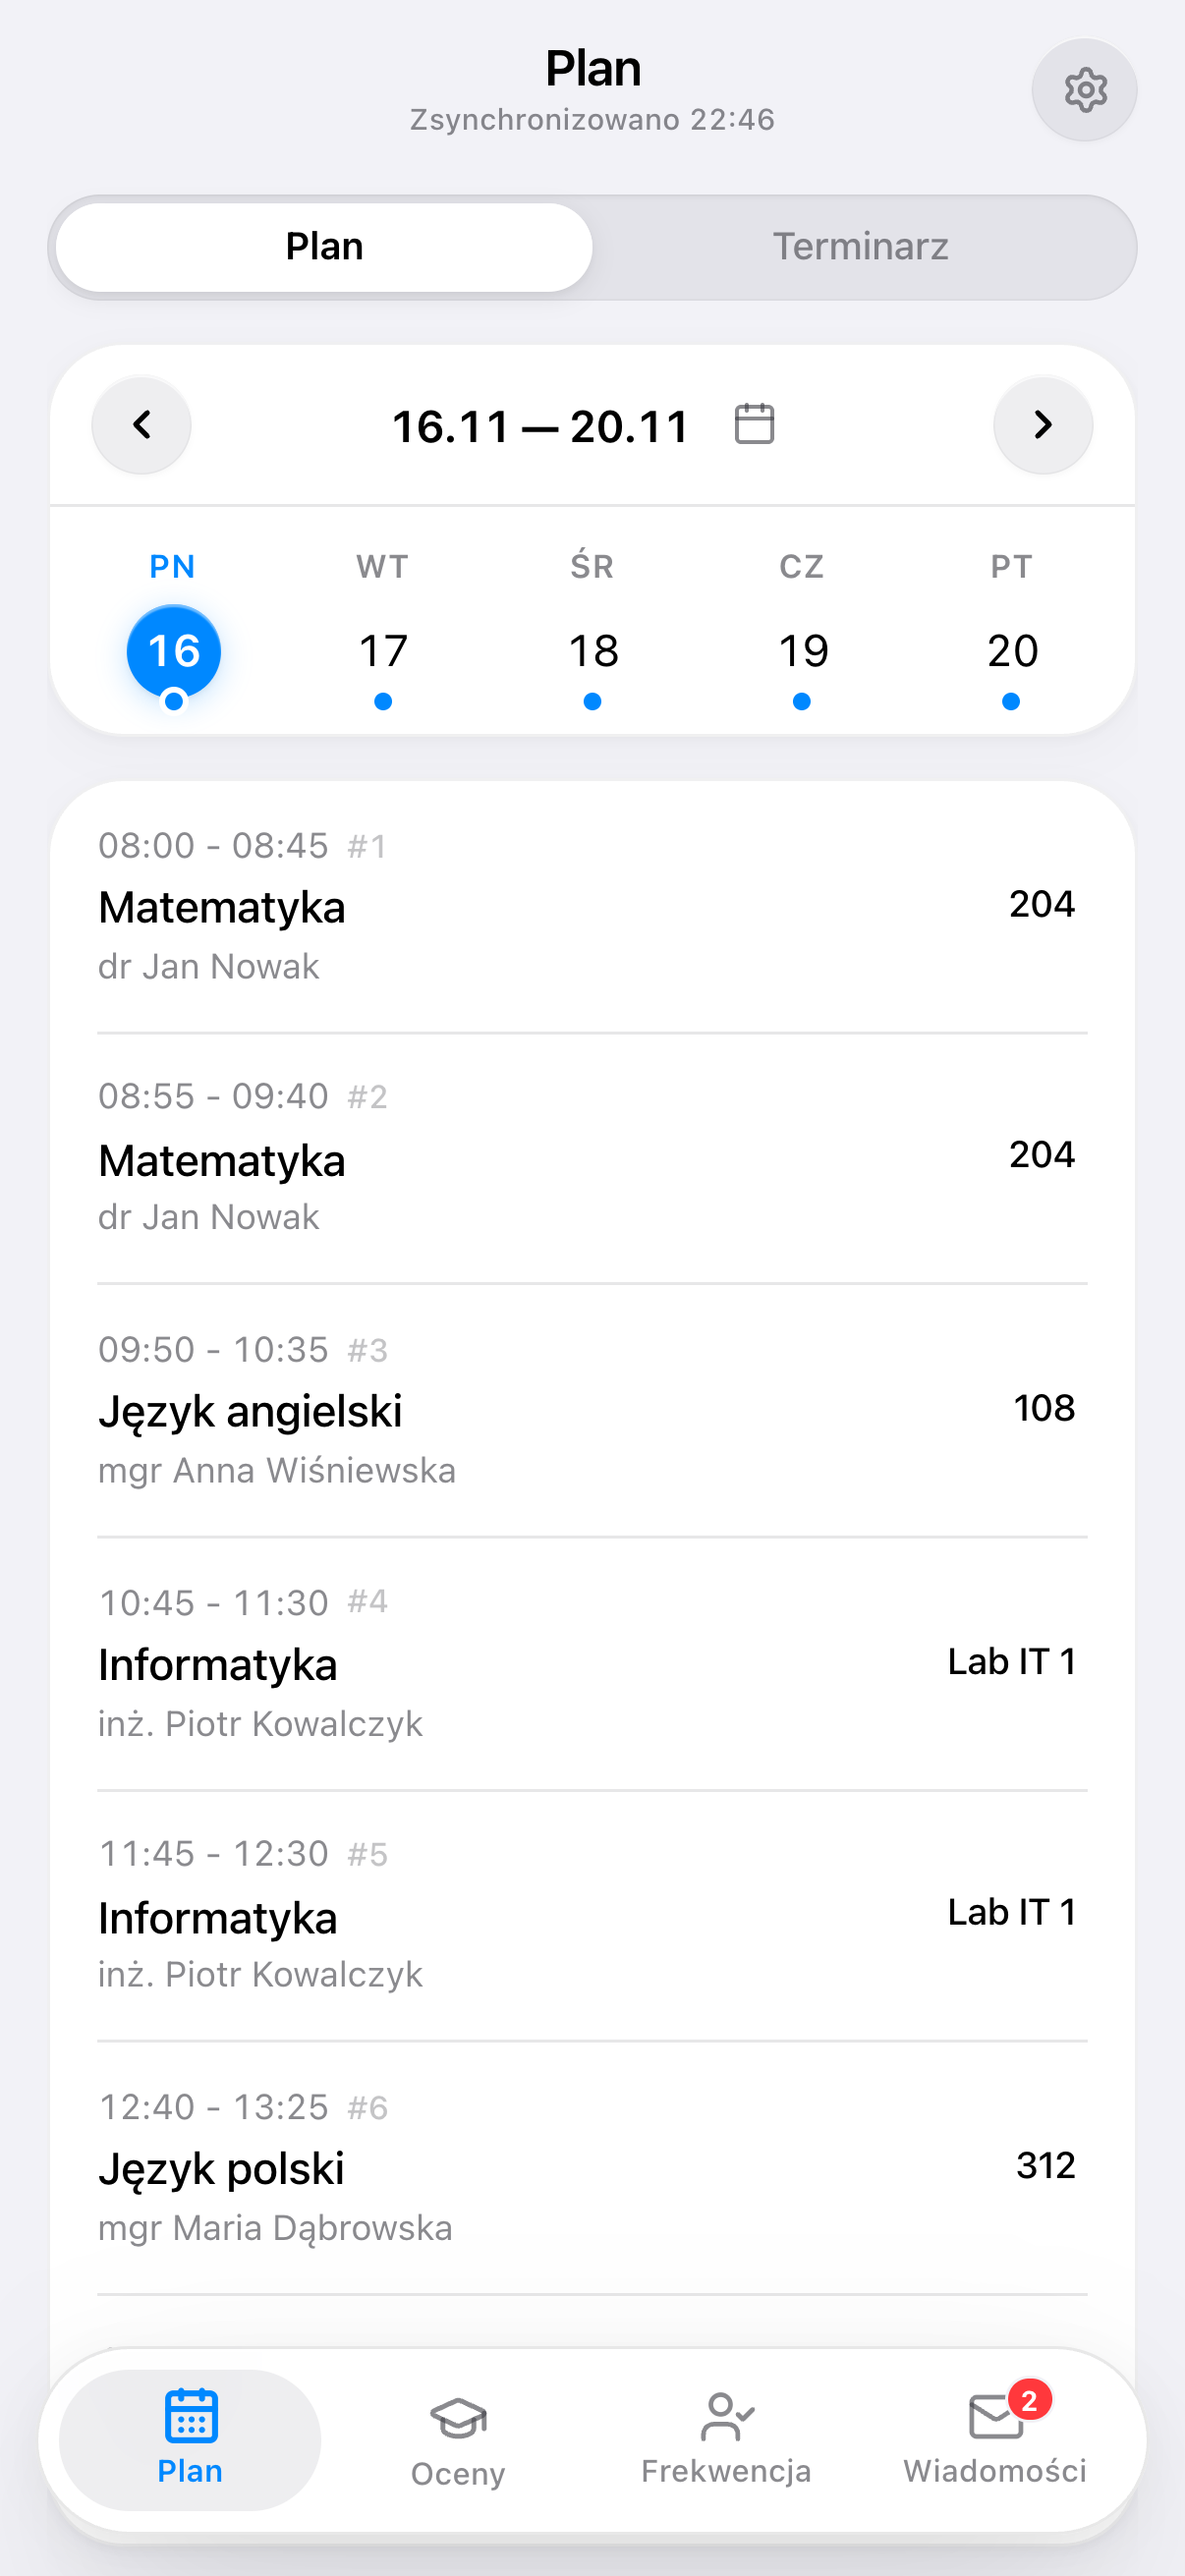 Plan
Zsynchronizowano 22:46
Plan Terminarz
16.11 — 20.11
PN WT ŚR CZ PT
16 17 18 19 20
08:00 - 08:45 #1
Matematyka 204
dr Jan Nowak
08:55 - 09:40 #2
Matematyka 204
dr Jan Nowak
09:50 - 10:35 #3
Język angielski 108
mgr Anna Wiśniewska
10:45 - 11:30 #4
Informatyka Lab IT 1
inż. Piotr Kowalczyk
11:45 - 12:30 #5
Informatyka Lab IT 1
inż. Piotr Kowalczyk
12:40 - 13:25 #6
Język polski 312
mgr Maria Dąbrowska
2
Plan Oceny Frekwencja Wiadomości